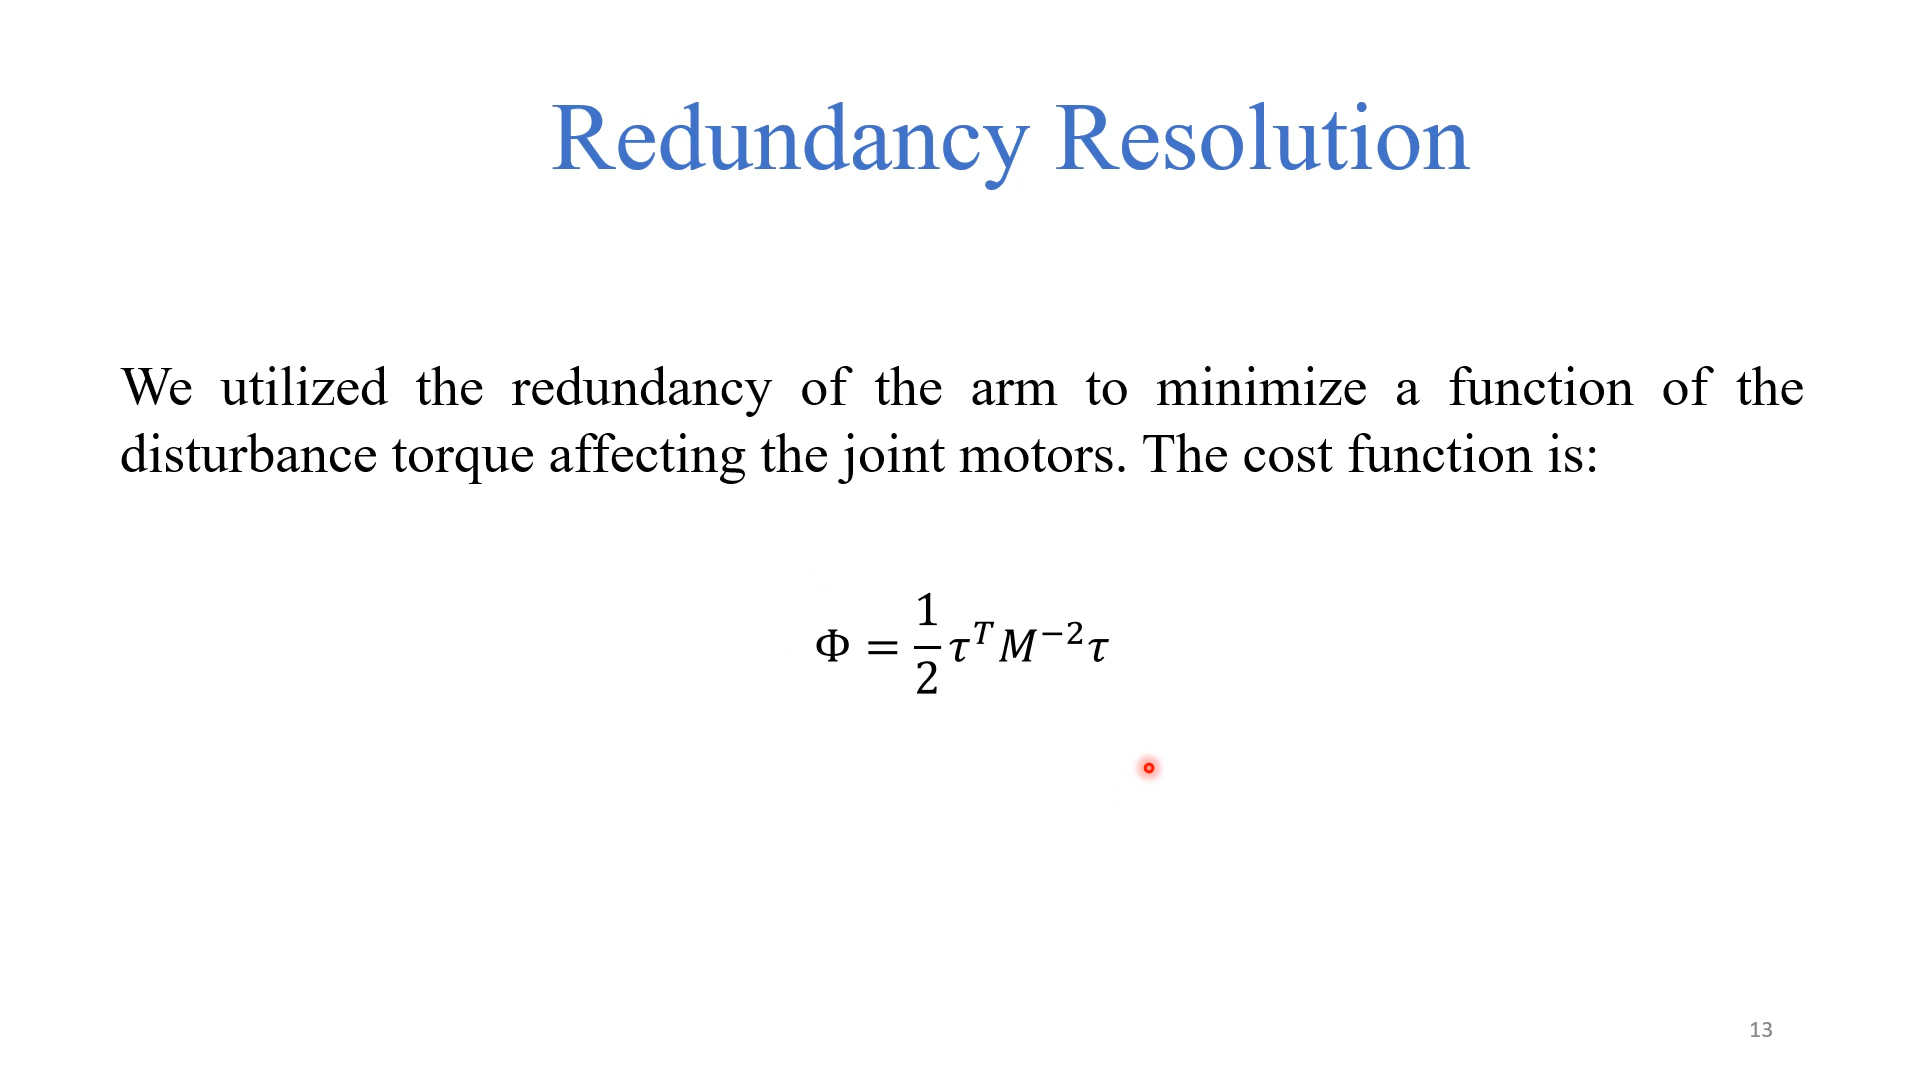 Redundancy Resolution
We utilized the redundancy of the arm to minimize a function of the
disturbance torque affecting the joint motors. The cost function is:
Φ = 1/2 τ^T M^−2 τ
13